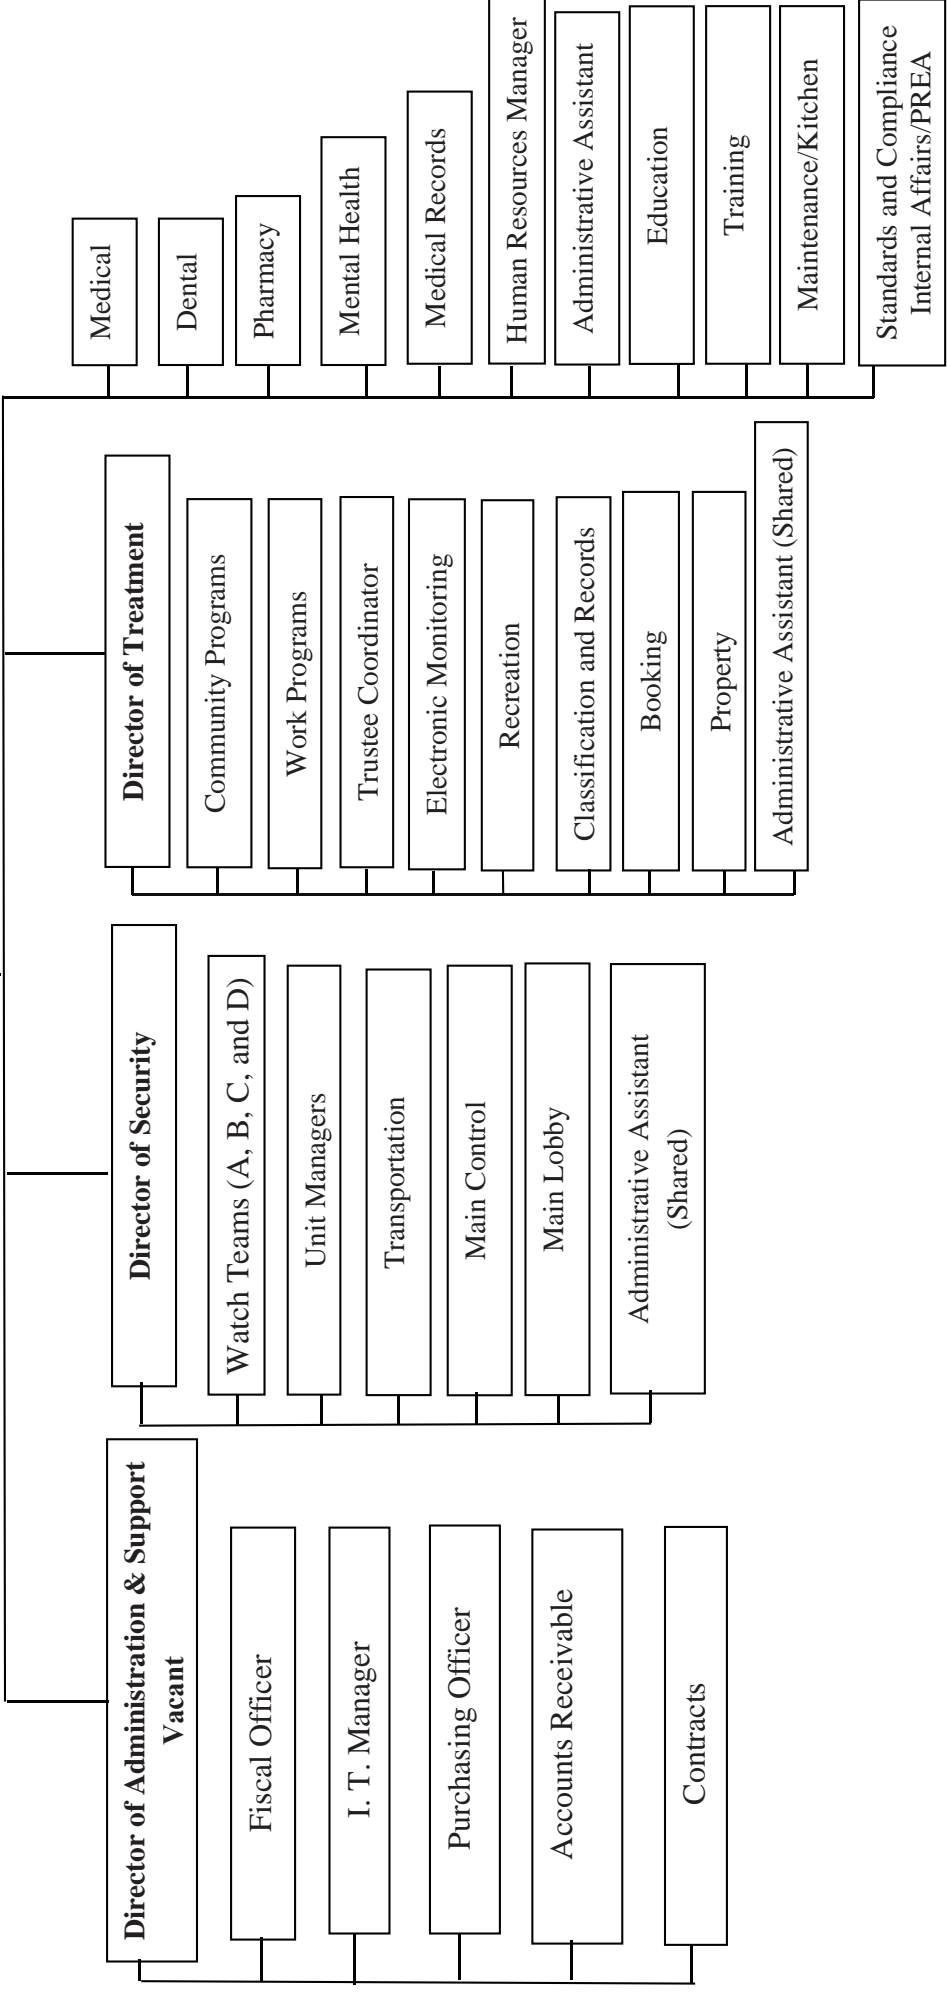 Director of Administration & Support
Vacant
Fiscal Officer
I. T. Manager
Purchasing Officer
Accounts Receivable
Contracts
Director of Security
Watch Teams (A, B, C, and D)
Unit Managers
Transportation
Main Control
Main Lobby
Administrative Assistant
(Shared)
Director of Treatment
Community Programs
Work Programs
Trustee Coordinator
Electronic Monitoring
Recreation
Classification and Records
Booking
Property
Administrative Assistant (Shared)
Medical
Dental
Pharmacy
Mental Health
Medical Records
Human Resources Manager
Administrative Assistant
Education
Training
Maintenance/Kitchen
Standards and Compliance
Internal Affairs/PREA